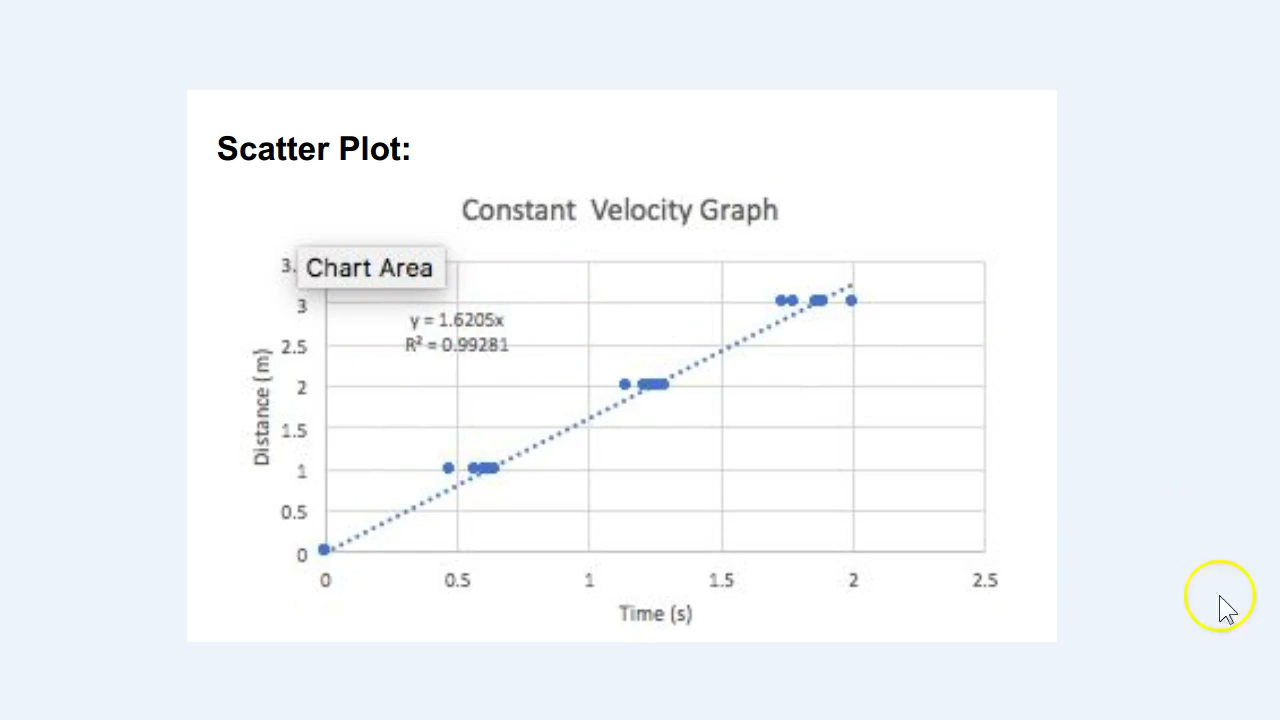 Scatter Plot:
Constant Velocity Graph
3.
Chart Area
3
y = 1.6205x
R² = 0.99281
2.5
2
1.5
1
0.5
0
Distance (m)
0 0.5 1 1.5 2 2.5
Time (s)